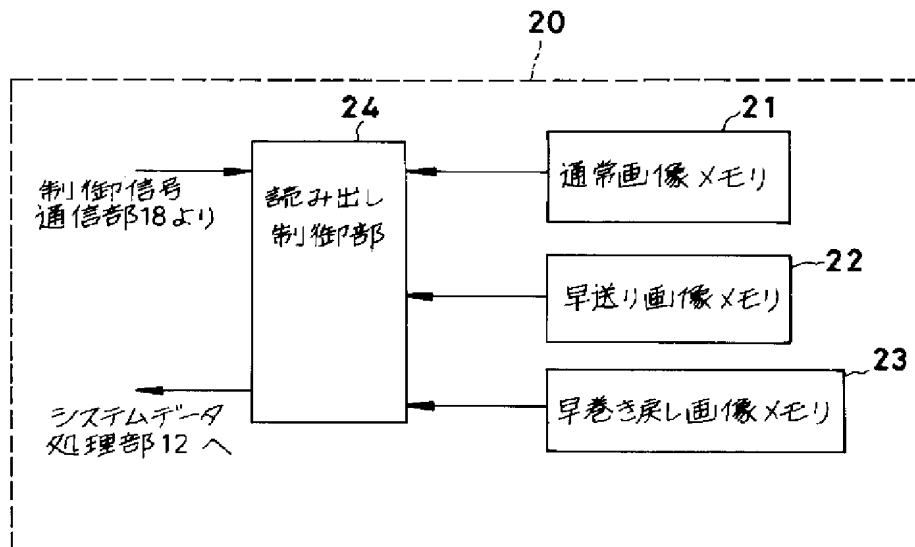 20
24
21
制御信号
通信部18より
読み出し
制御部
通常画像メモリ
22
早送り画像メモリ
23
早巻き戻し画像メモリ
システムデータ
処理部12へ